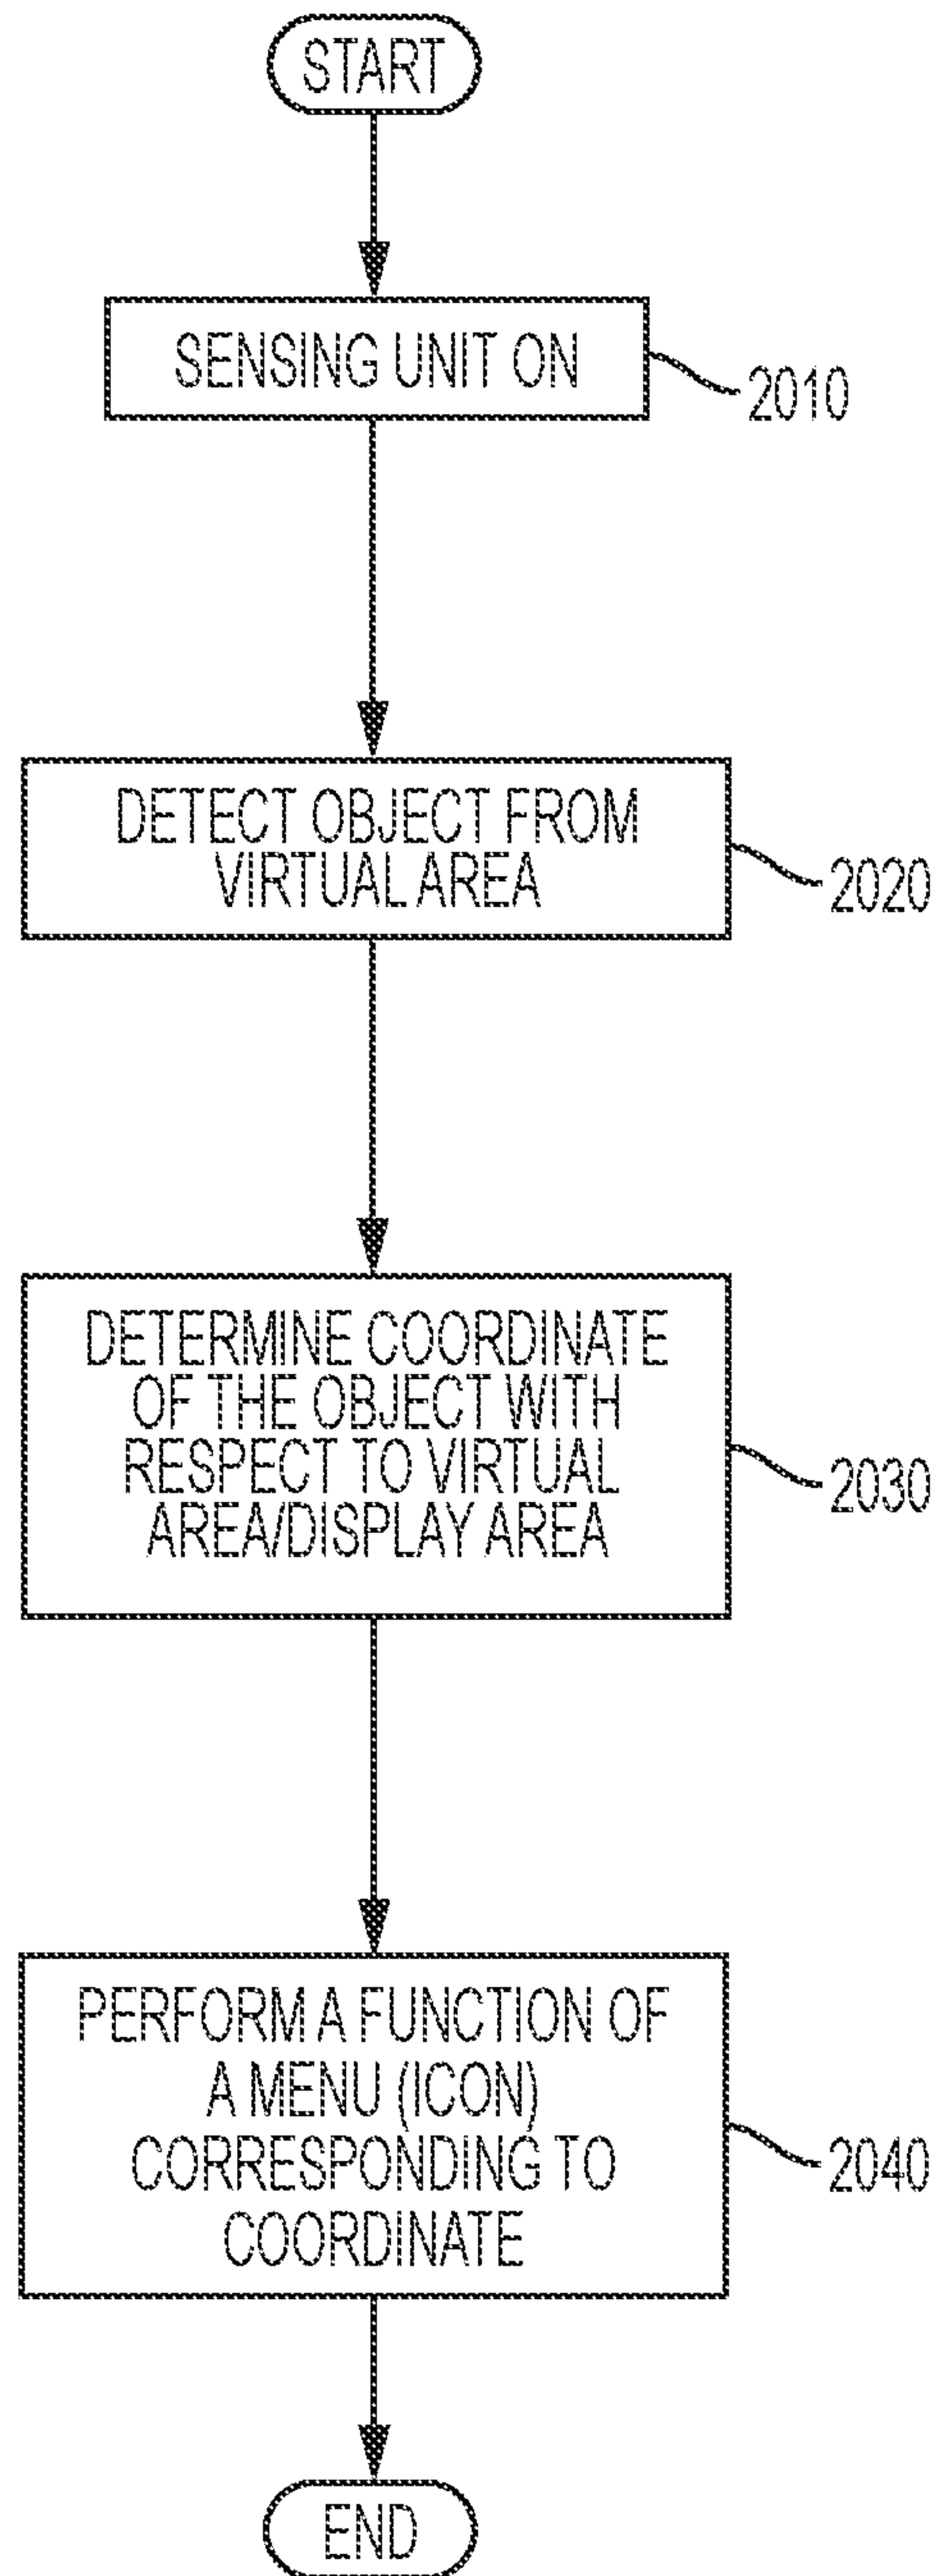 START
SENSING UNIT ON
2010
DETECT OBJECT FROM
VIRTUAL AREA
2020
DETERMINE COORDINATE
OF THE OBJECT WITH
RESPECT TO VIRTUAL
AREA/DISPLAY AREA
2030
PERFORM A FUNCTION OF
A MENU (ICON)
CORRESPONDING TO
COORDINATE
2040
END